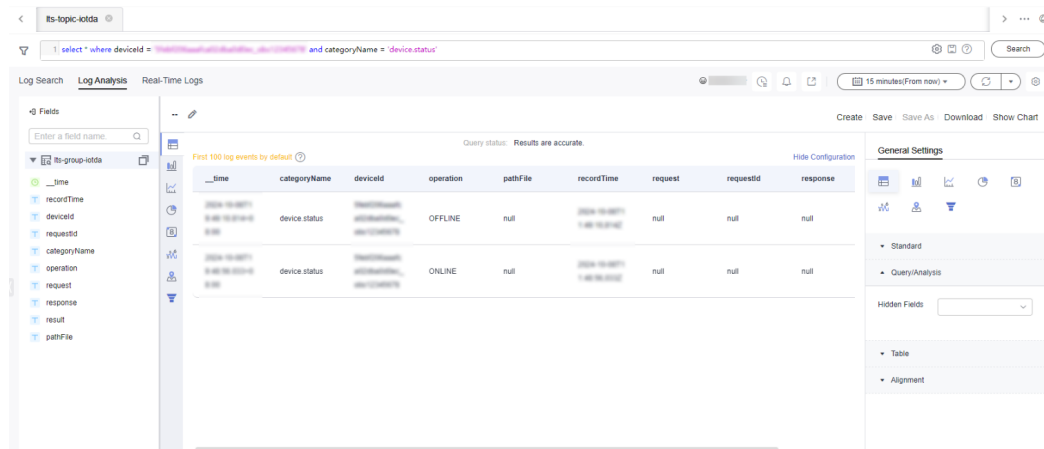 lts-topic-iotda
1 select * where deviceId = and categoryName = 'device.status'
Search
Log Search Log Analysis Real-Time Logs
15 minutes(From now)
Fields
Enter a field name.
lts-group-iotda
__time
recordTime
deviceId
requestId
categoryName
operation
request
response
result
pathFile
--
Create Save Save As Download Show Chart
Query status: Results are accurate.
First 100 log events by default
Hide Configuration
__time categoryName deviceId operation pathFile recordTime request requestId response
device.status OFFLINE null null null null
device.status ONLINE null null null null
General Settings
Standard
Query/Analysis
Hidden Fields
Table
Alignment